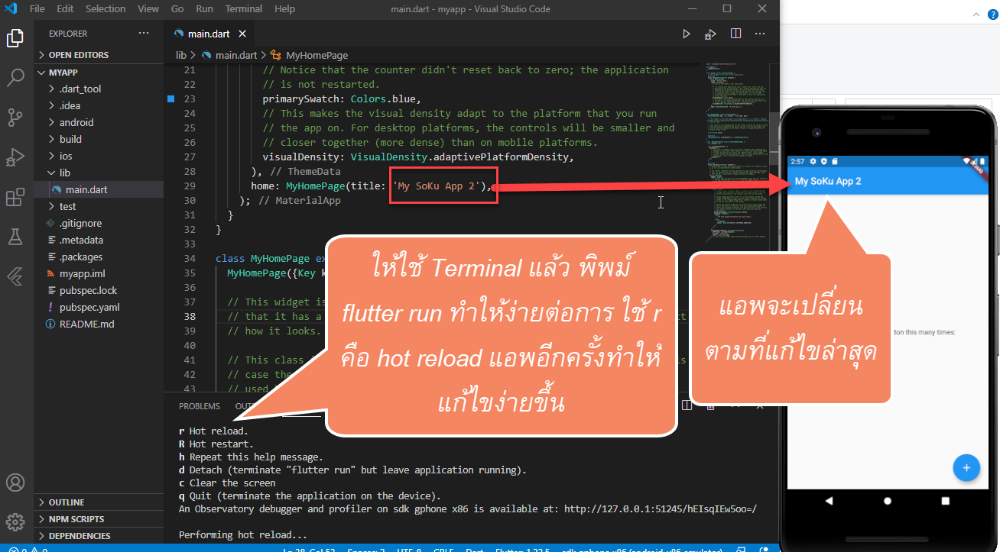 File Edit Selection View Go Run Terminal Help
main.dart - myapp - Visual Studio Code
EXPLORER
OPEN EDITORS
MYAPP
.dart_tool
.idea
android
build
ios
lib
main.dart
test
.gitignore
.metadata
.packages
myapp.iml
pubspec.lock
pubspec.yaml
README.md
OUTLINE
NPM SCRIPTS
DEPENDENCIES
main.dart
lib > main.dart > MyHomePage
21 // Notice that the counter didn't reset back to zero; the application
22 // is not restarted.
23 primarySwatch: Colors.blue,
24 // This makes the visual density adapt to the platform that you run
25 // the app on. For desktop platforms, the controls will be smaller and
26 // closer together (more dense) than on mobile platforms.
27 visualDensity: VisualDensity.adaptivePlatformDensity,
28 ), // ThemeData
29 home: MyHomePage(title: 'My SoKu App 2'),
30 ); // MaterialApp
31 }
32 }
33
34 class MyHomePage
35 MyHomePage({Key
36
37 // This widget is
38 // that it has a
39 // how it looks.
40
41 // This class
42 // case the
43 // used
ให้ใช้ Terminal แล้ว พิพม์
flutter run ทำให้ง่ายต่อการ ใช้ r
คือ hot reload แอพอีกครั้งทำให้
แก้ไขง่ายขึ้น
PROBLEMS
r Hot reload.
R Hot restart.
h Repeat this help message.
d Detach (terminate "flutter run" but leave application running).
c Clear the screen
q Quit (terminate the application on the device).
An Observatory debugger and profiler on sdk gphone x86 is available at: http://127.0.0.1:51245/hEIsqIEw5oo=/
Performing hot reload...
2:57
DEBUG
My SoKu App 2
แอพจะเปลี่ยน
ตามที่แก้ไขล่าสุด
ton this many times: